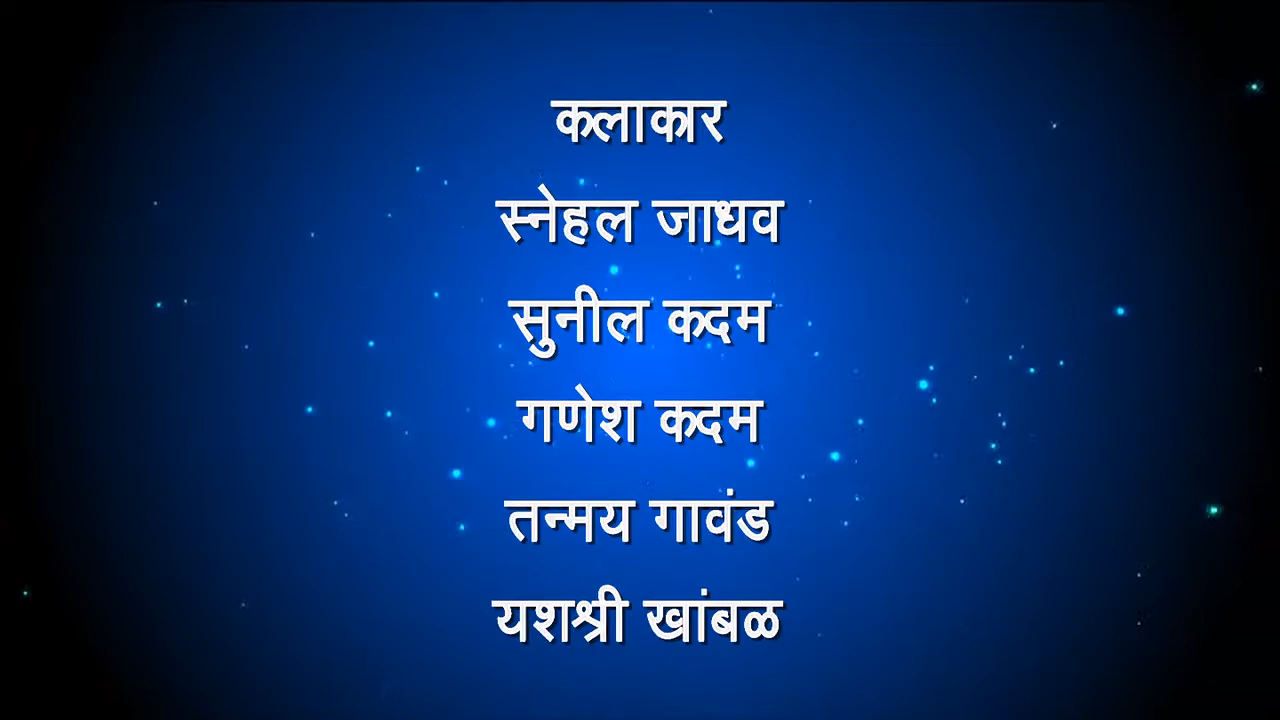 कलाकार
स्नेहल जाधव
सुनील कदम
गणेश कदम
तन्मय गावंड
यशश्री खांबळ